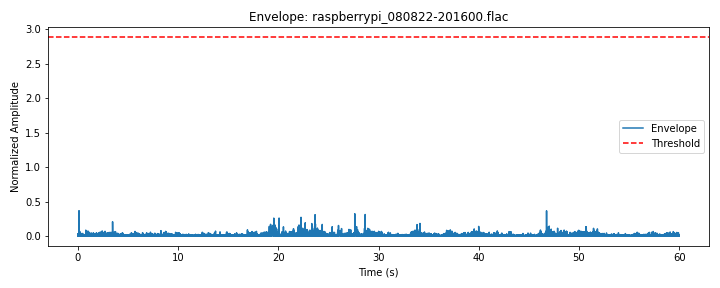 Envelope: raspberrypi_080822-201600.flac
3.0
2.5
2.0
1.5
1.0
0.5
0.0
Normalized Amplitude
Envelope
Threshold
0 10 20 30 40 50 60
Time (s)